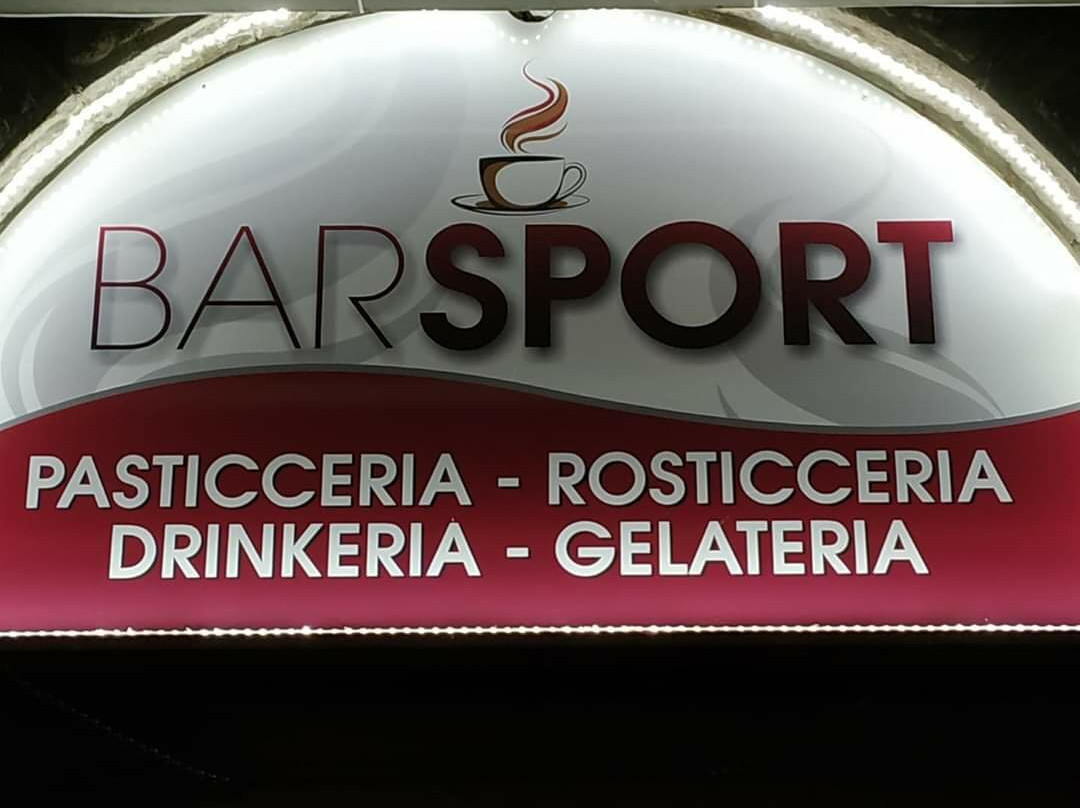 BARSPORT
PASTICCERIA - ROSTICCERIA
DRINKERIA - GELATERIA